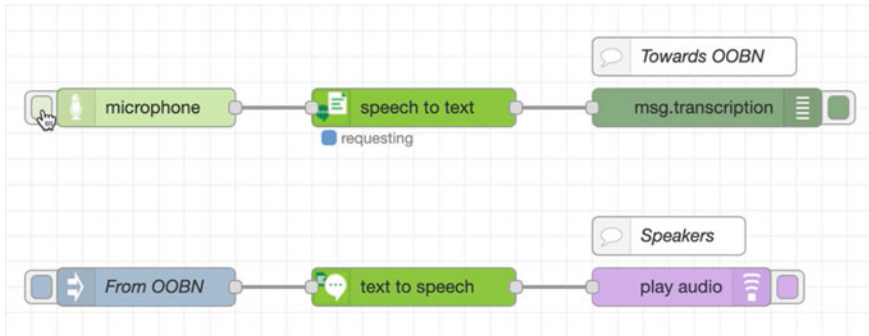 Towards OOBN
microphone
speech to text
msg.transcription
requesting
Speakers
From OOBN
text to speech
play audio